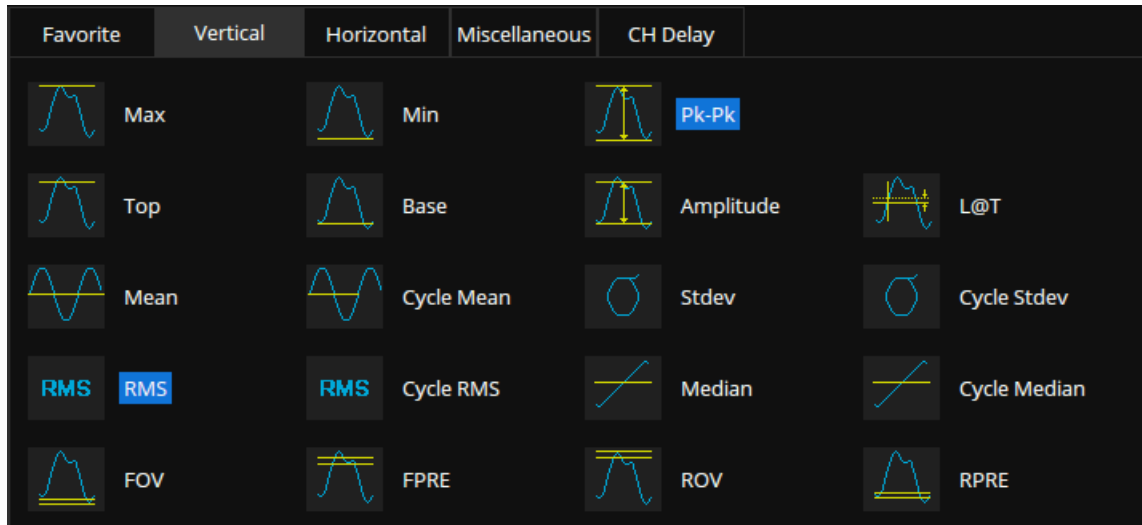 Favorite Vertical Horizontal Miscellaneous CH Delay
Max Min Pk-Pk
Top Base Amplitude L@T
Mean Cycle Mean Stdev Cycle Stdev
RMS RMS RMS Cycle RMS Median Cycle Median
FOV FPRE ROV RPRE